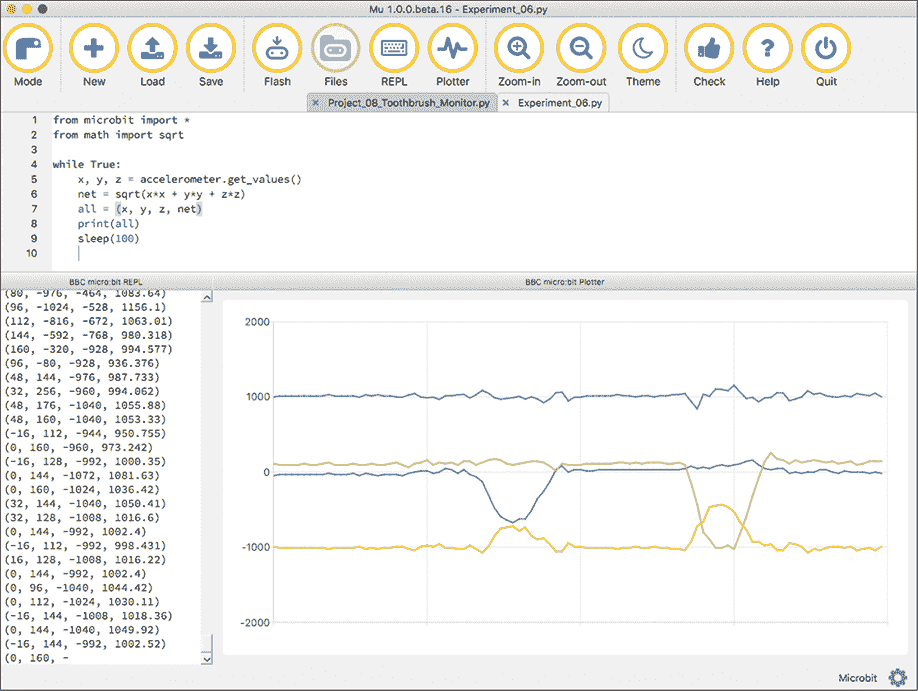 Mu 1.0.0.beta.16 - Experiment_06.py
Mode New Load Save Flash Files REPL Plotter Zoom-in Zoom-out Theme Check Help Quit
× Project_08_Toothbrush_Monitor.py × Experiment_06.py
1 from microbit import *
2 from math import sqrt
3
4 while True:
5 x, y, z = accelerometer.get_values()
6 net = sqrt(x*x + y*y + z*z)
7 all = (x, y, z, net)
8 print(all)
9 sleep(100)
10
BBC micro:bit REPL
(80, -976, -464, 1083.64)
(96, -1024, -528, 1156.1)
(112, -816, -672, 1063.01)
(144, -592, -768, 980.318)
(160, -320, -928, 994.577)
(96, -80, -928, 936.376)
(48, 144, -976, 987.733)
(32, 256, -960, 994.062)
(48, 176, -1040, 1055.88)
(48, 160, -1040, 1053.33)
(-16, 112, -944, 950.755)
(0, 160, -960, 973.242)
(-16, 128, -992, 1000.35)
(0, 144, -1072, 1081.63)
(0, 160, -1024, 1036.42)
(32, 144, -1040, 1050.41)
(32, 128, -1008, 1016.6)
(0, 144, -992, 1002.4)
(-16, 112, -992, 998.431)
(16, 128, -1008, 1016.22)
(0, 144, -992, 1002.4)
(0, 96, -1040, 1044.42)
(0, 112, -1024, 1030.11)
(-16, 144, -1008, 1018.36)
(0, 144, -1040, 1049.92)
(-16, 144, -992, 1002.52)
(0, 160, -
BBC micro:bit Plotter
2000
1000
0
-1000
-2000
Microbit